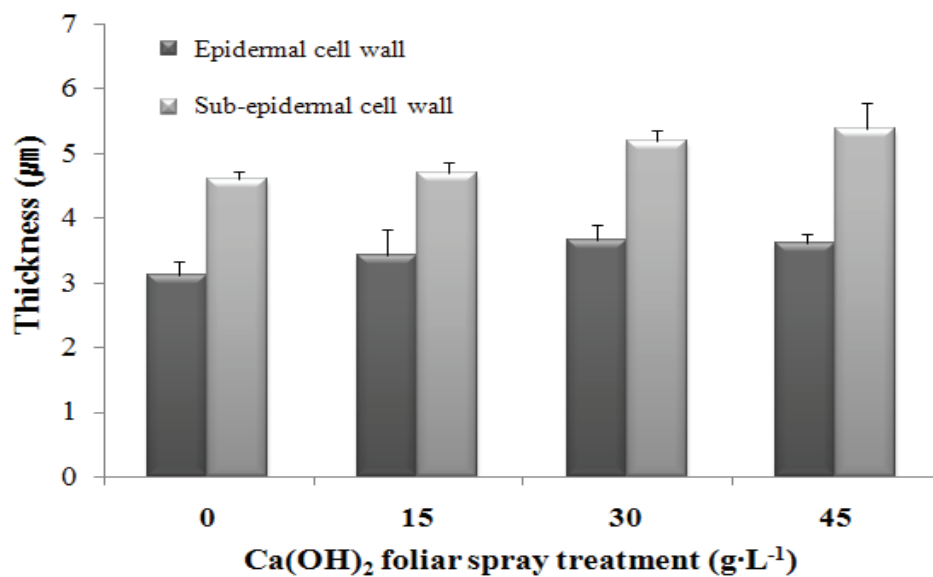 7
6
5
4
3
2
1
0
Thickness (㎛)
Epidermal cell wall
Sub-epidermal cell wall
0 15 30 45
Ca(OH)₂ foliar spray treatment (g·L⁻¹)